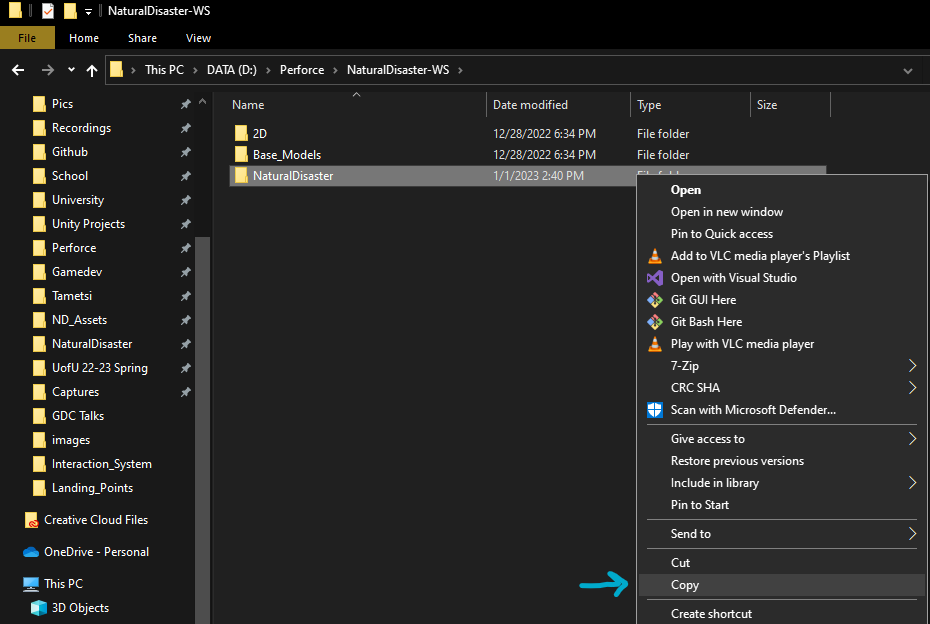 NaturalDisaster-WS
File Home Share View
This PC > DATA (D:) > Perforce > NaturalDisaster-WS >
Pics
Recordings
Github
School
University
Unity Projects
Perforce
Gamedev
Tametsi
ND_Assets
NaturalDisaster
UofU 22-23 Spring
Captures
GDC Talks
images
Interaction_System
Landing_Points
Creative Cloud Files
OneDrive - Personal
This PC
3D Objects
Name Date modified Type Size
2D 12/28/2022 6:34 PM File folder
Base_Models 12/28/2022 6:34 PM File folder
NaturalDisaster 1/1/2023 2:40 PM
Open
Open in new window
Pin to Quick access
Add to VLC media player's Playlist
Open with Visual Studio
Git GUI Here
Git Bash Here
Play with VLC media player
7-Zip
CRC SHA
Scan with Microsoft Defender...
Give access to
Restore previous versions
Include in library
Pin to Start
Send to
Cut
Copy
Create shortcut